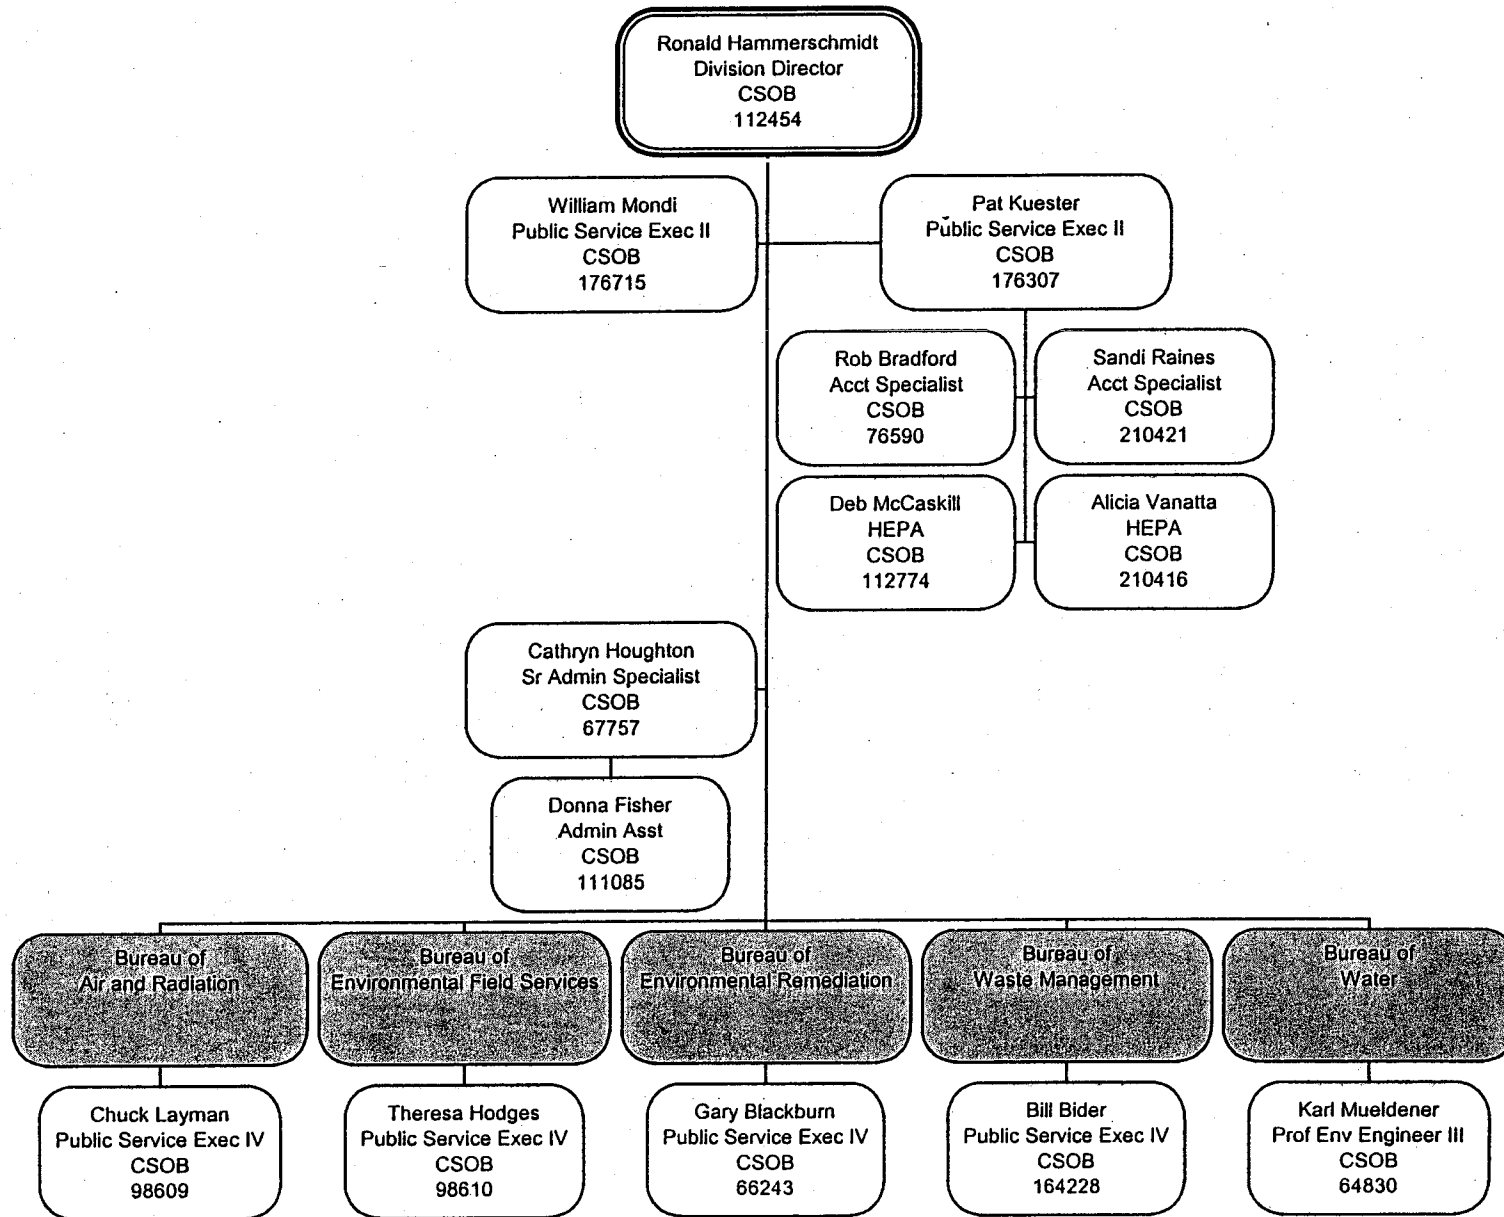 Ronald Hammerschmidt
Division Director
CSOB
112454
William Mondi
Public Service Exec II
CSOB
176715
Pat Kuester
Public Service Exec II
CSOB
176307
Rob Bradford
Acct Specialist
CSOB
76590
Sandi Raines
Acct Specialist
CSOB
210421
Deb McCaskill
HEPA
CSOB
112774
Alicia Vanatta
HEPA
CSOB
210416
Cathryn Houghton
Sr Admin Specialist
CSOB
67757
Donna Fisher
Admin Asst
CSOB
111085
Bureau of
Air and Radiation
Bureau of
Environmental Field Services
Bureau of
Environmental Remediation
Bureau of
Waste Management
Bureau of
Water
Chuck Layman
Public Service Exec IV
CSOB
98609
Theresa Hodges
Public Service Exec IV
CSOB
98610
Gary Blackburn
Public Service Exec IV
CSOB
66243
Bill Bider
Public Service Exec IV
CSOB
164228
Karl Mueldener
Prof Env Engineer III
CSOB
64830